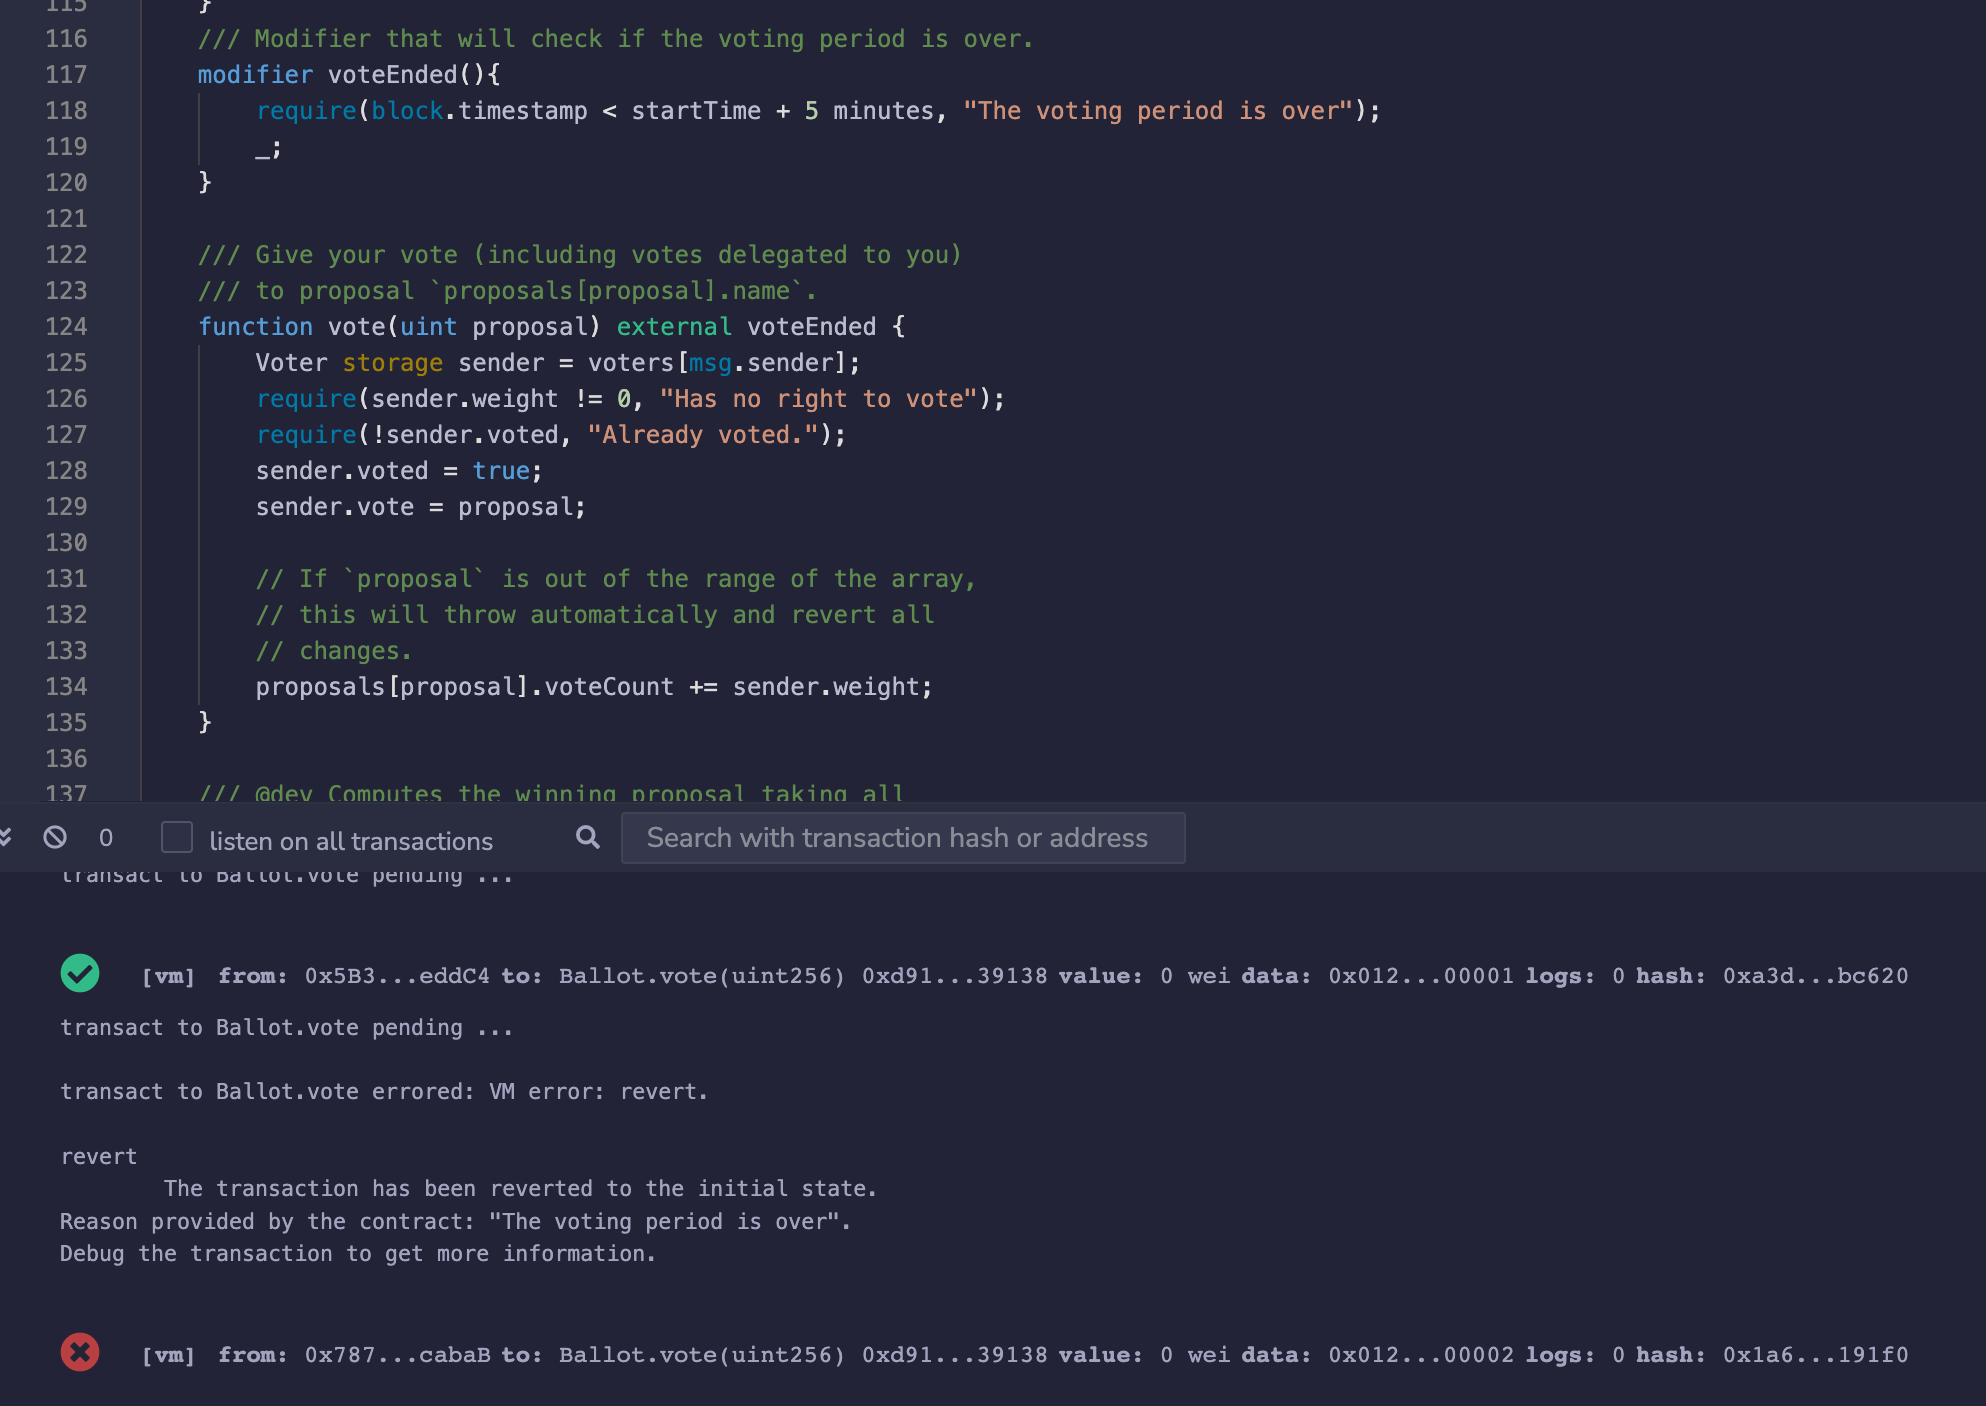 115 }
116 /// Modifier that will check if the voting period is over.
117 modifier voteEnded(){
118 require(block.timestamp < startTime + 5 minutes, "The voting period is over");
119 _;
120 }
121
122 /// Give your vote (including votes delegated to you)
123 /// to proposal `proposals[proposal].name`.
124 function vote(uint proposal) external voteEnded {
125 Voter storage sender = voters[msg.sender];
126 require(sender.weight != 0, "Has no right to vote");
127 require(!sender.voted, "Already voted.");
128 sender.voted = true;
129 sender.vote = proposal;
130
131 // If `proposal` is out of the range of the array,
132 // this will throw automatically and revert all
133 // changes.
134 proposals[proposal].voteCount += sender.weight;
135 }
136
137 /// @dev Computes the winning proposal taking all
0 listen on all transactions Search with transaction hash or address
transact to Ballot.vote pending ...
[vm] from: 0x5B3...eddC4 to: Ballot.vote(uint256) 0xd91...39138 value: 0 wei data: 0x012...00001 logs: 0 hash: 0xa3d...bc620
transact to Ballot.vote pending ...
transact to Ballot.vote errored: VM error: revert.
revert
The transaction has been reverted to the initial state.
Reason provided by the contract: "The voting period is over".
Debug the transaction to get more information.
[vm] from: 0x787...cabaB to: Ballot.vote(uint256) 0xd91...39138 value: 0 wei data: 0x012...00002 logs: 0 hash: 0x1a6...191f0